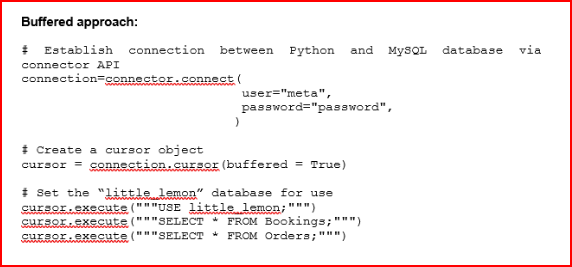 Buffered approach:
# Establish connection between Python and MySQL database via
connector API
connection=connector.connect(
user="meta",
password="password",
)
# Create a cursor object
cursor = connection.cursor(buffered = True)
# Set the “little_lemon” database for use
cursor.execute("""USE little_lemon;""")
cursor.execute("""SELECT * FROM Bookings;""")
cursor.execute("""SELECT * FROM Orders;""")